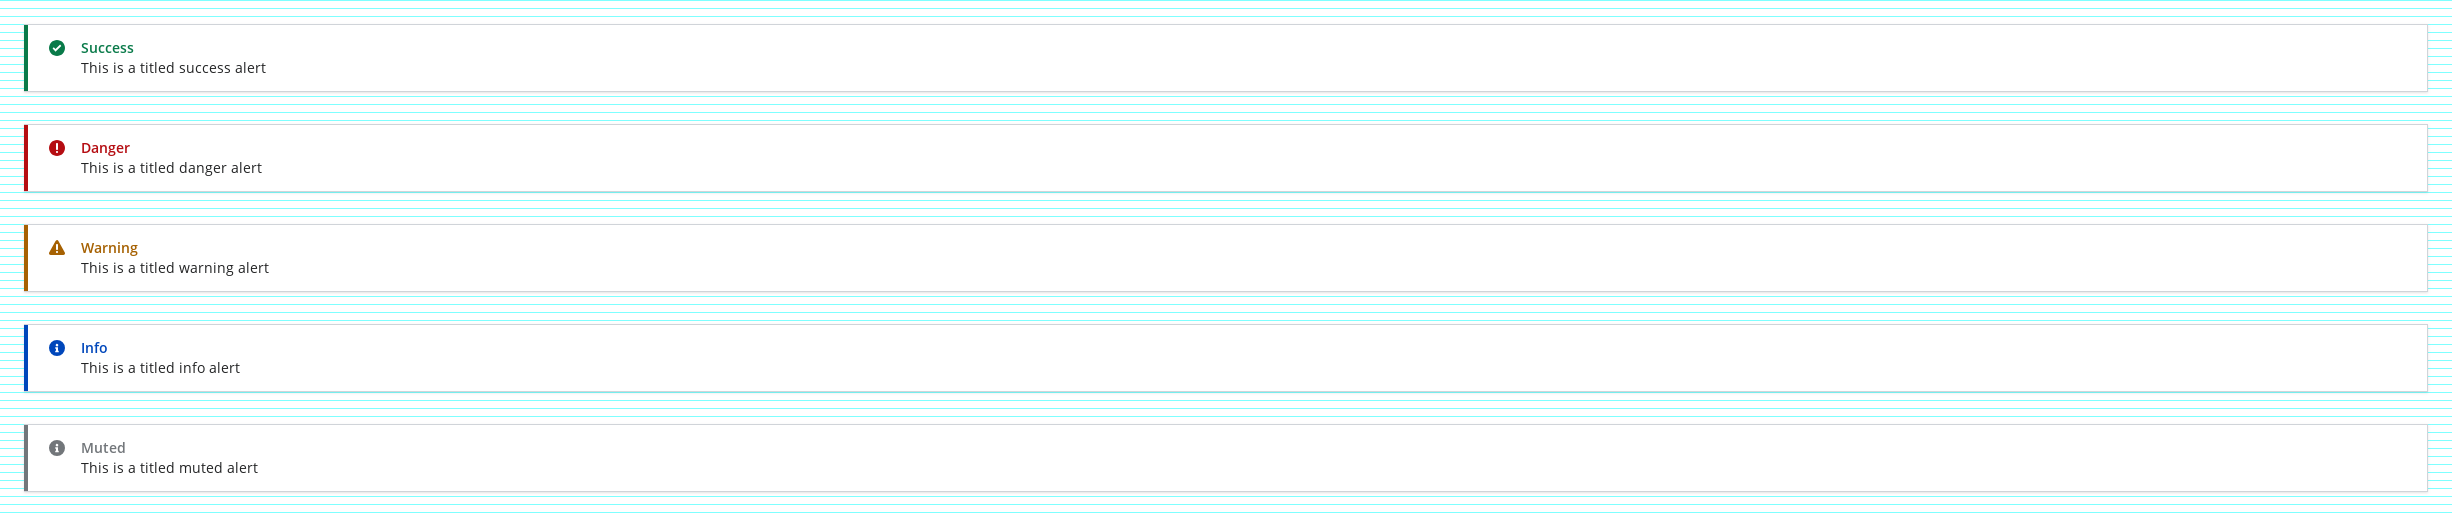 Success
This is a titled success alert
Danger
This is a titled danger alert
Warning
This is a titled warning alert
Info
This is a titled info alert
Muted
This is a titled muted alert